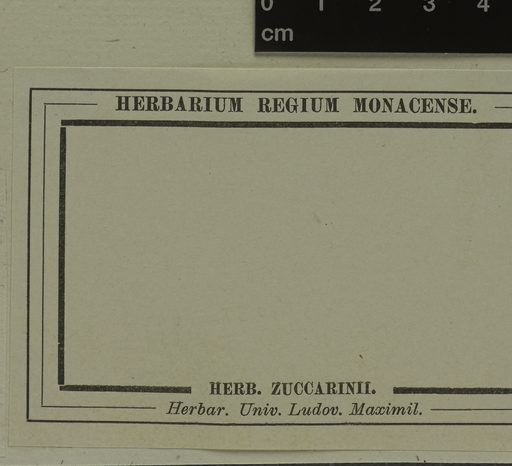 0 1 2 3 4
cm
HERBARIUM REGIUM MONACENSE.
HERB. ZUCCARINII.
Herbar. Univ. Ludov. Maximil.